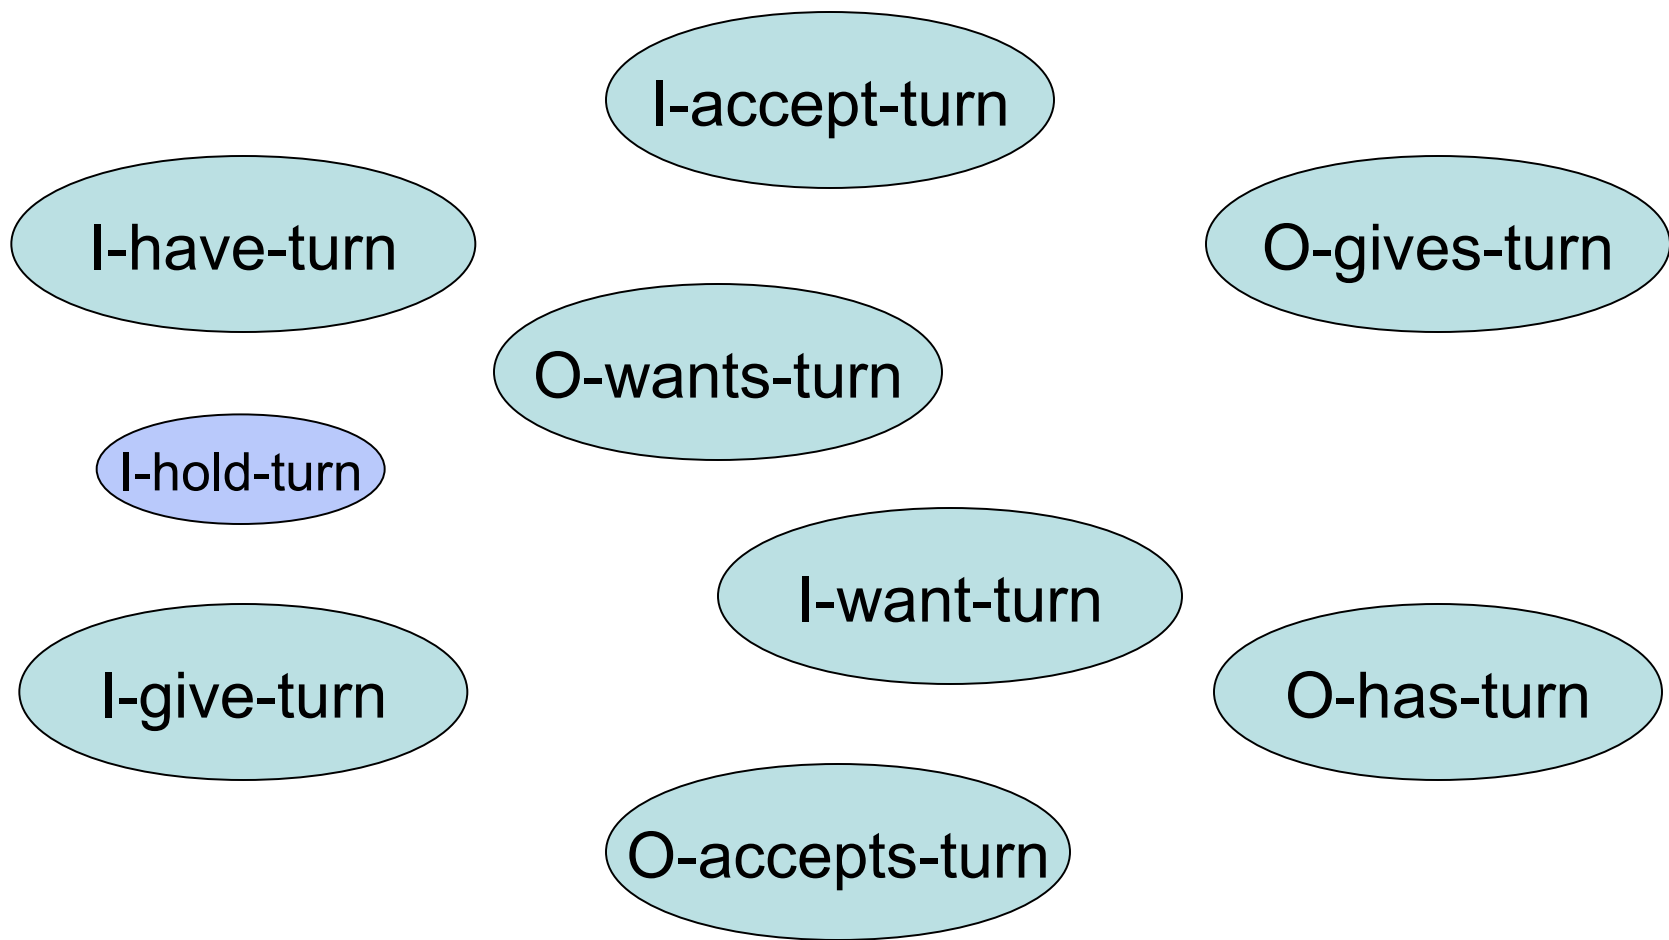 I-accept-turn
I-have-turn
O-gives-turn
O-wants-turn
I-hold-turn
I-want-turn
I-give-turn
O-has-turn
O-accepts-turn